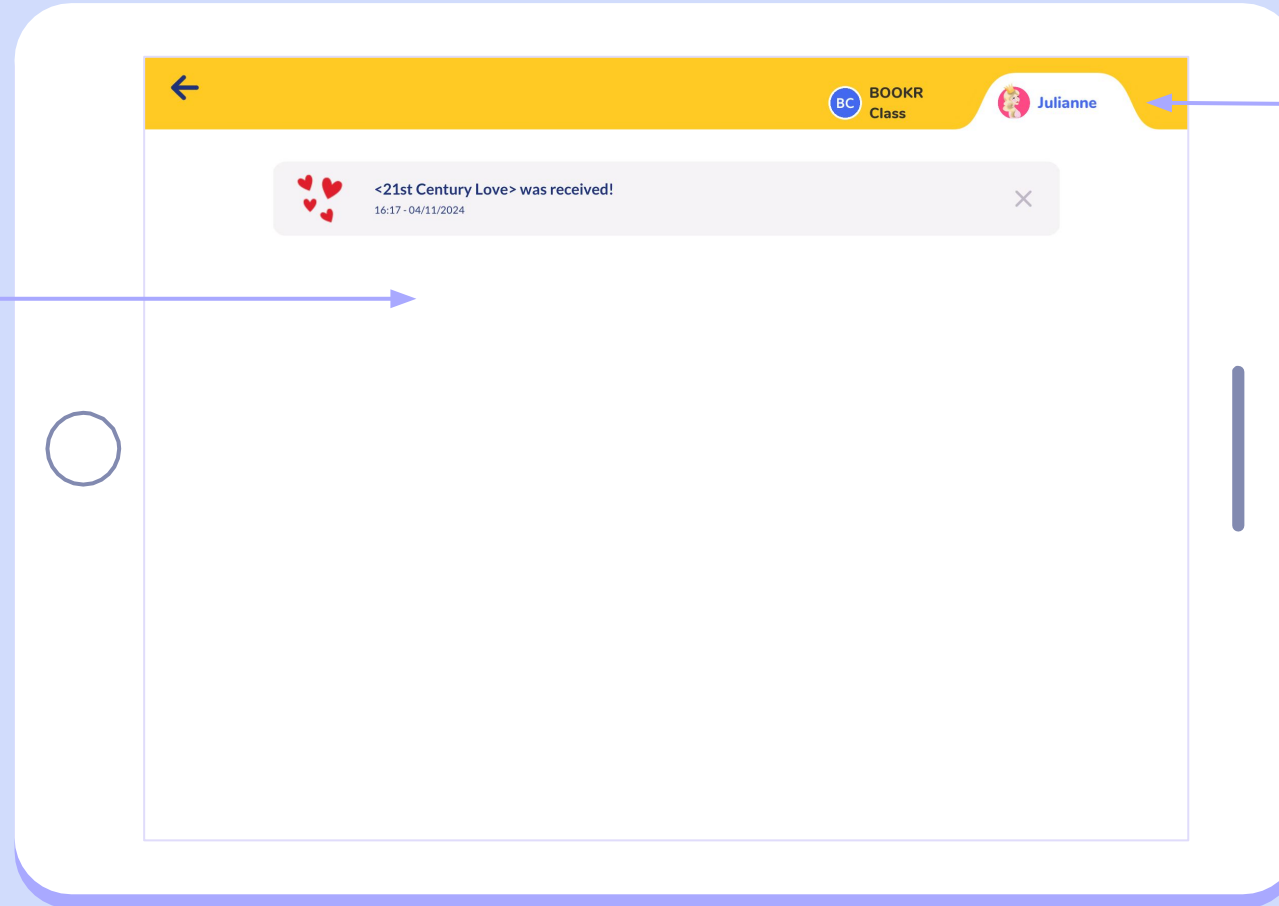 BC
BOOKR
Class
Julianne
<21st Century Love> was received!
16:17 - 04/11/2024